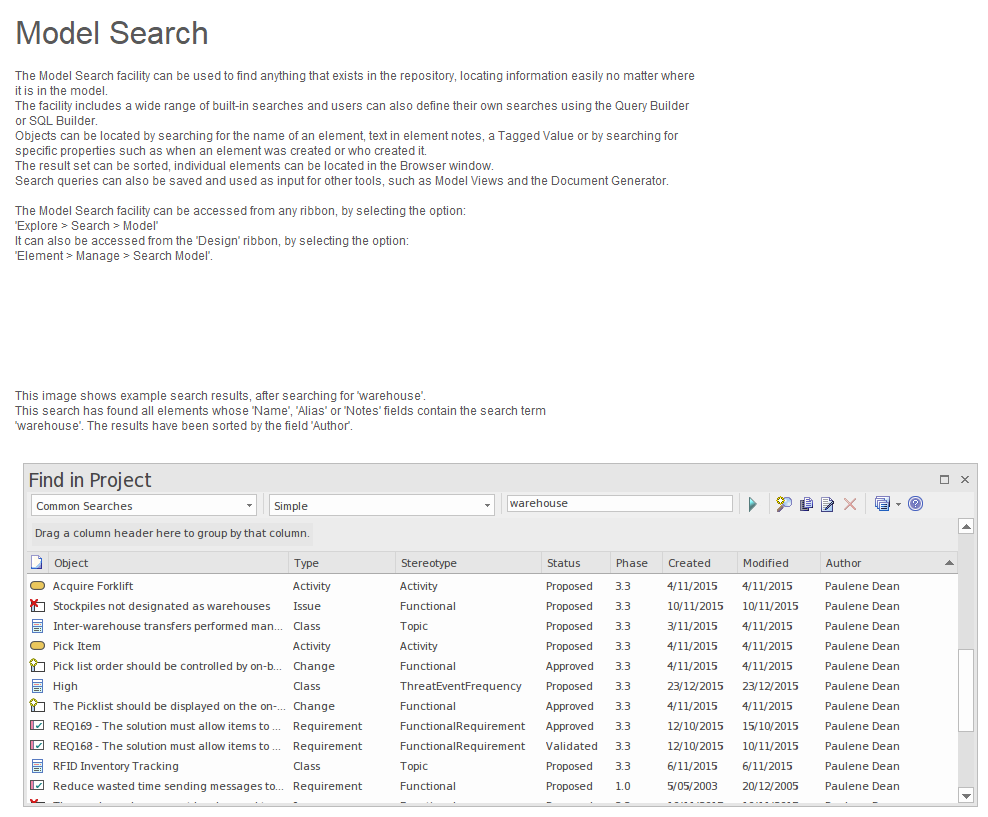 Model Search
The Model Search facility can be used to find anything that exists in the repository, locating information easily no matter where
it is in the model.
The facility includes a wide range of built-in searches and users can also define their own searches using the Query Builder
or SQL Builder.
Objects can be located by searching for the name of an element, text in element notes, a Tagged Value or by searching for
specific properties such as when an element was created or who created it.
The result set can be sorted, individual elements can be located in the Browser window.
Search queries can also be saved and used as input for other tools, such as Model Views and the Document Generator.
The Model Search facility can be accessed from any ribbon, by selecting the option:
'Explore > Search > Model'
It can also be accessed from the 'Design' ribbon, by selecting the option:
'Element > Manage > Search Model'.
This image shows example search results, after searching for 'warehouse'.
This search has found all elements whose 'Name', 'Alias' or 'Notes' fields contain the search term
'warehouse'. The results have been sorted by the field 'Author'.
Find in Project
Common Searches Simple warehouse
Drag a column header here to group by that column.
Object Type Stereotype Status Phase Created Modified Author
Acquire Forklift Activity Activity Proposed 3.3 4/11/2015 4/11/2015 Paulene Dean
Stockpiles not designated as warehouses Issue Functional Proposed 3.3 10/11/2015 10/11/2015 Paulene Dean
Inter-warehouse transfers performed man... Class Topic Proposed 3.3 3/11/2015 4/11/2015 Paulene Dean
Pick Item Activity Activity Proposed 3.3 4/11/2015 4/11/2015 Paulene Dean
Pick list order should be controlled by on-b... Change Functional Approved 3.3 4/11/2015 4/11/2015 Paulene Dean
High Class ThreatEventFrequency Proposed 3.3 23/12/2015 23/12/2015 Paulene Dean
The Picklist should be displayed on the on-... Change Functional Approved 3.3 4/11/2015 4/11/2015 Paulene Dean
REQ169 - The solution must allow items to ... Requirement FunctionalRequirement Approved 3.3 12/10/2015 15/10/2015 Paulene Dean
REQ168 - The solution must allow items to ... Requirement FunctionalRequirement Validated 3.3 12/10/2015 10/11/2015 Paulene Dean
RFID Inventory Tracking Class Topic Proposed 3.3 6/11/2015 6/11/2015 Paulene Dean
Reduce wasted time sending messages to... Requirement Functional Proposed 1.0 5/05/2003 20/12/2005 Paulene Dean